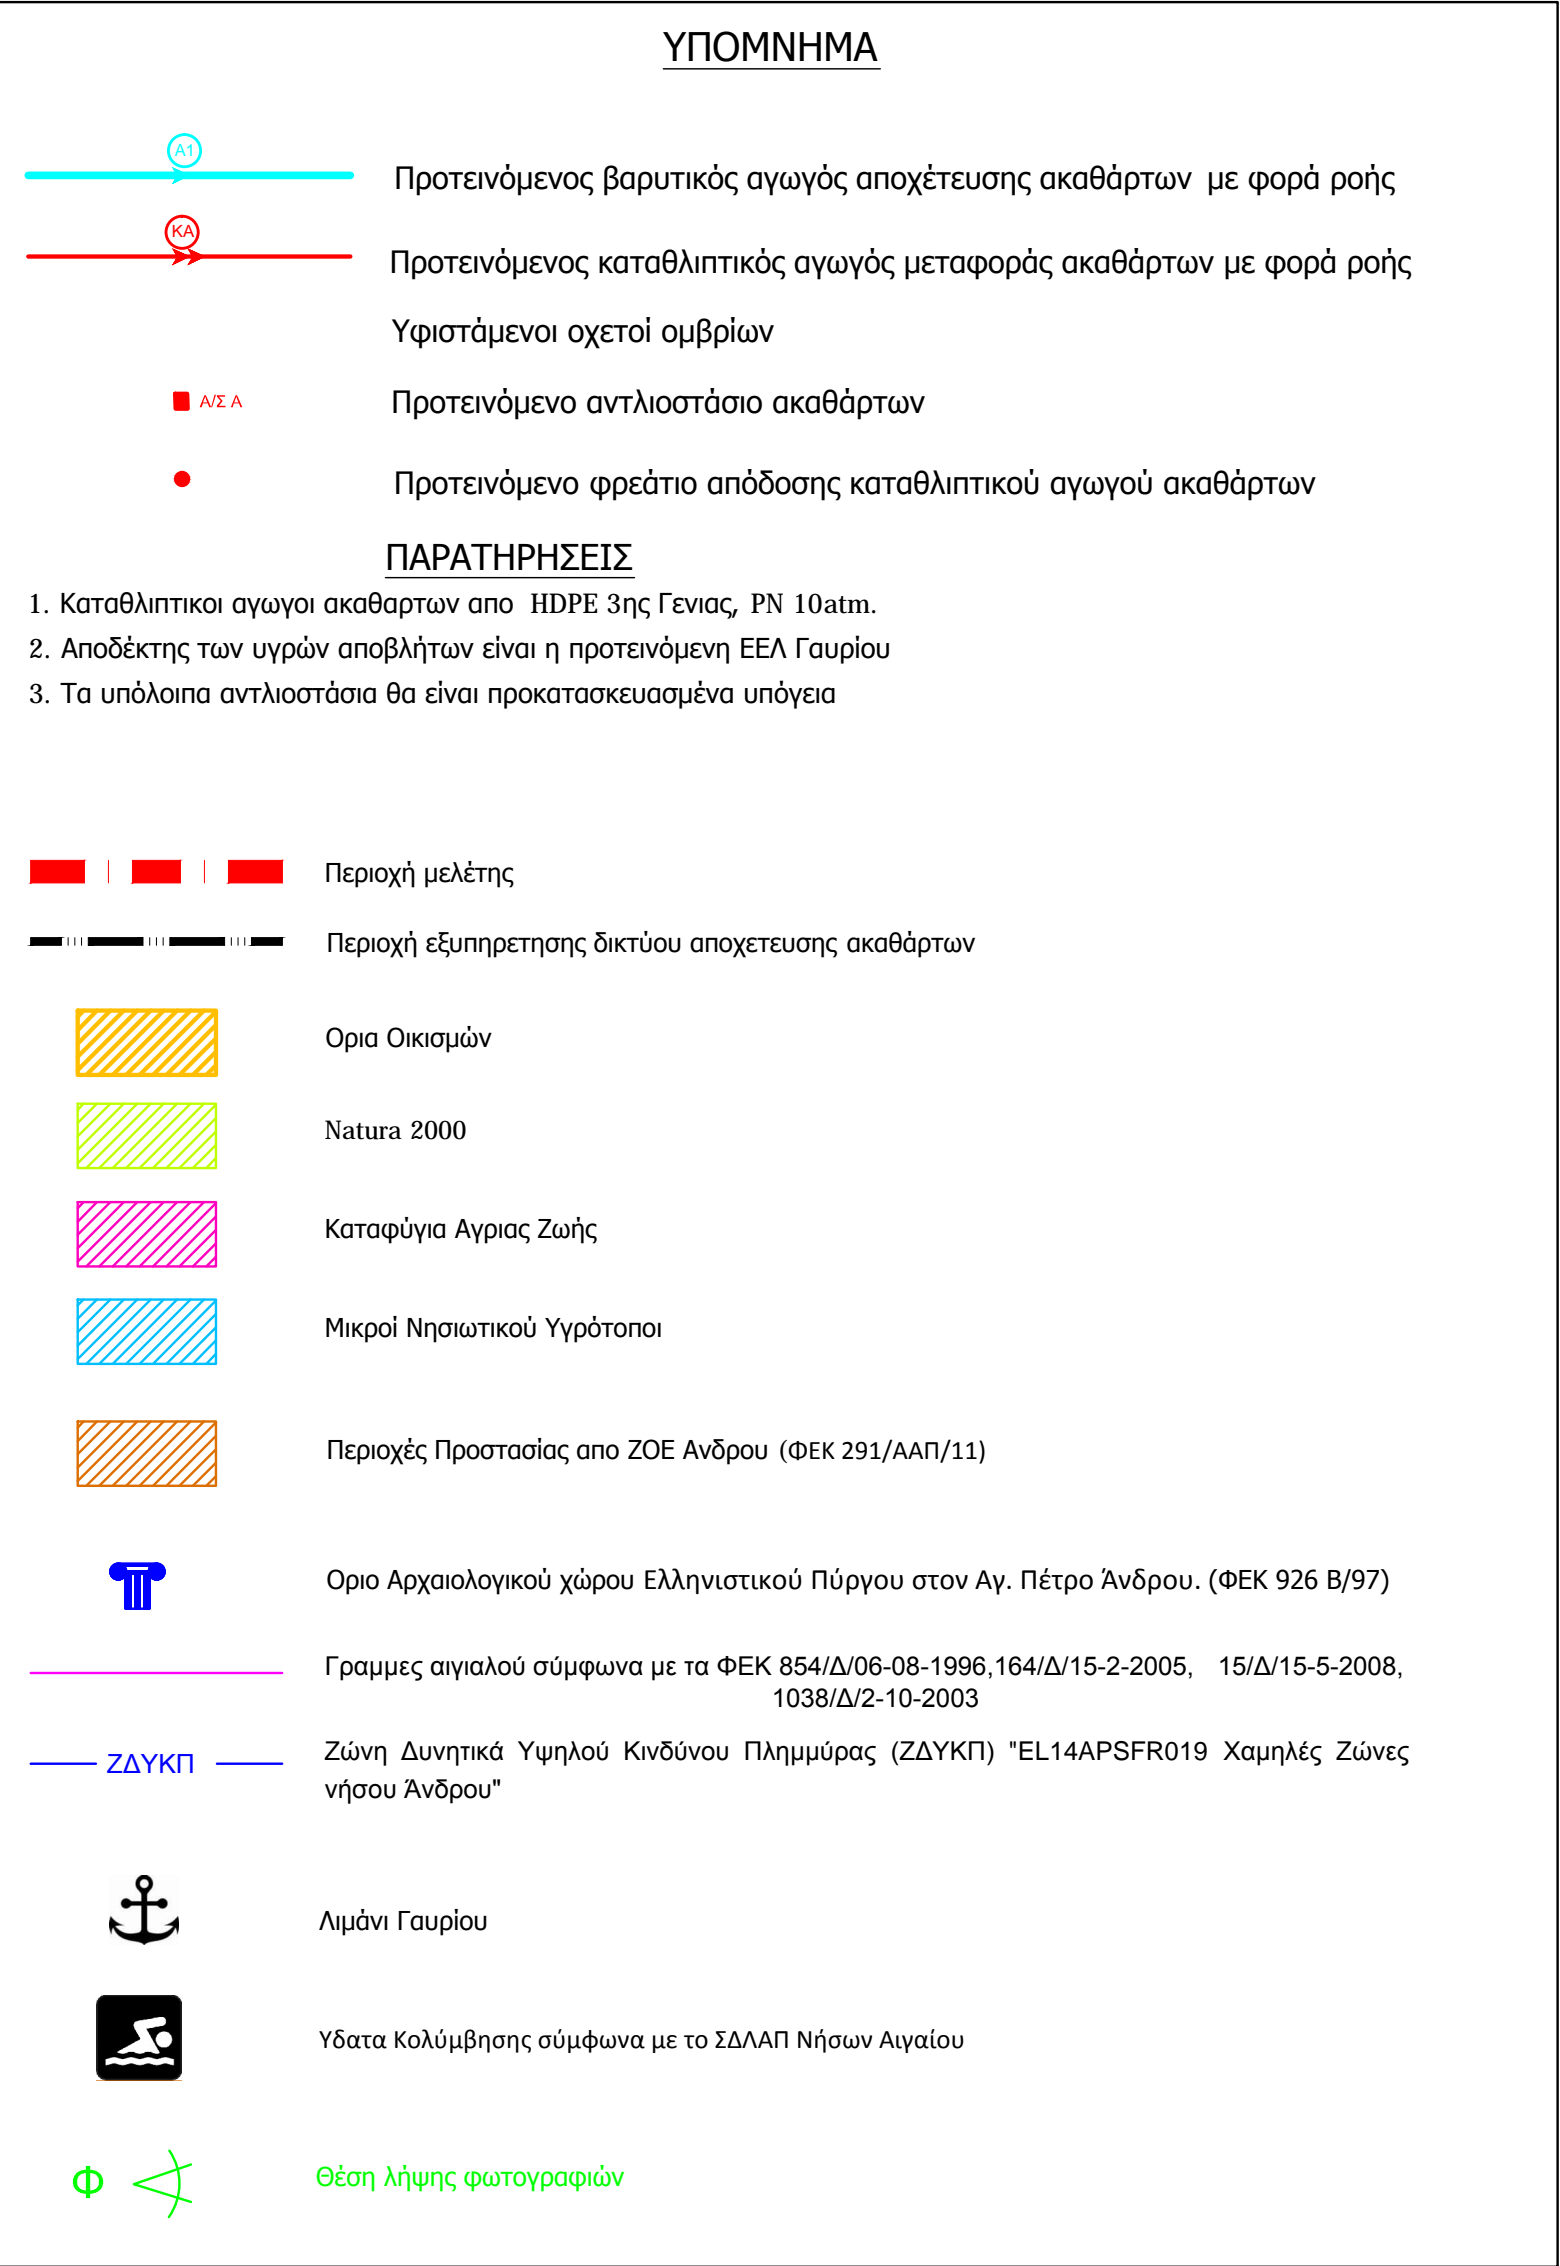 ΥΠΟΜΝΗΜΑ
Α1
Προτεινόμενος βαρυτικός αγωγός αποχέτευσης ακαθάρτων με φορά ροής
ΚΑ
Προτεινόμενος καταθλιπτικός αγωγός μεταφοράς ακαθάρτων με φορά ροής
Υφιστάμενοι οχετοί ομβρίων
Α/Σ Α
Προτεινόμενο αντλιοστάσιο ακαθάρτων
Προτεινόμενο φρεάτιο απόδοσης καταθλιπτικού αγωγού ακαθάρτων
ΠΑΡΑΤΗΡΗΣΕΙΣ
1. Καταθλιπτικοι αγωγοι ακαθαρτων απο HDPE 3ης Γενιας, PN 10atm.
2. Αποδέκτης των υγρών αποβλήτων είναι η προτεινόμενη ΕΕΛ Γαυρίου
3. Τα υπόλοιπα αντλιοστάσια θα είναι προκατασκευασμένα υπόγεια
Περιοχή μελέτης
Περιοχή εξυπηρετησης δικτύου αποχετευσης ακαθάρτων
Ορια Οικισμών
Natura 2000
Καταφύγια Αγριας Ζωής
Μικροί Νησιωτικού Υγρότοποι
Περιοχές Προστασίας απο ΖΟΕ Ανδρου (ΦΕΚ 291/ΑΑΠ/11)
Οριο Αρχαιολογικού χώρου Ελληνιστικού Πύργου στον Αγ. Πέτρο Άνδρου. (ΦΕΚ 926 Β/97)
Γραμμες αιγιαλού σύμφωνα με τα ΦΕΚ 854/Δ/06-08-1996,164/Δ/15-2-2005, 15/Δ/15-5-2008,
1038/Δ/2-10-2003
ΖΔΥΚΠ
Ζώνη Δυνητικά Υψηλού Κινδύνου Πλημμύρας (ΖΔΥΚΠ) "EL14APSFR019 Χαμηλές Ζώνες
νήσου Άνδρου"
Λιμάνι Γαυρίου
Υδατα Κολύμβησης σύμφωνα με το ΣΔΛΑΠ Νήσων Αιγαίου
Φ
Θέση λήψης φωτογραφιών